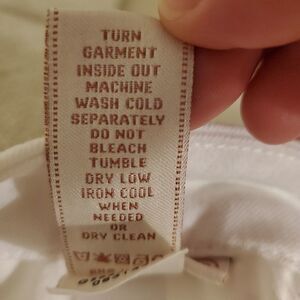 TURN
GARMENT
INSIDE OUT
MACHINE
WASH COLD
SEPARATELY
DO NOT
BLEACH
TUMBLE
DRY LOW
IRON COOL
WHEN
NEEDED
OR
DRY CLEAN